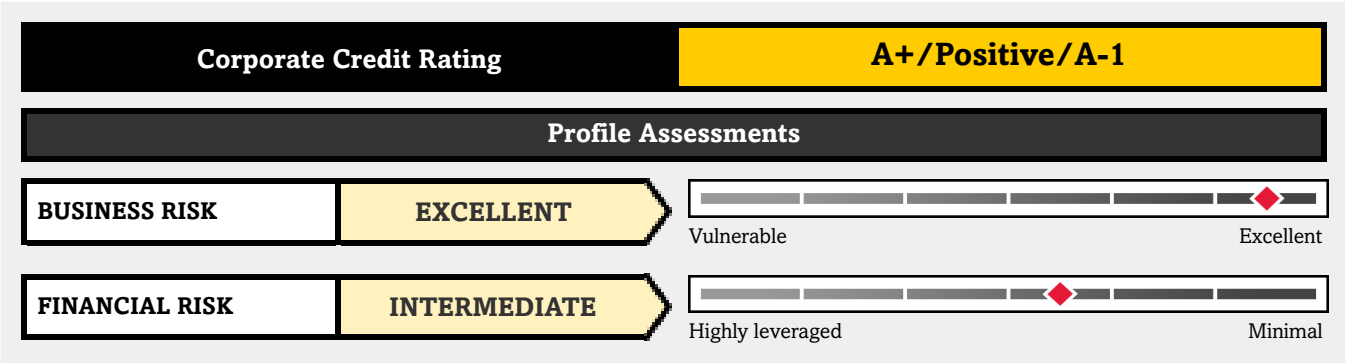 Corporate Credit Rating A+/Positive/A-1
Profile Assessments
BUSINESS RISK EXCELLENT
Vulnerable Excellent
FINANCIAL RISK INTERMEDIATE
Highly leveraged Minimal